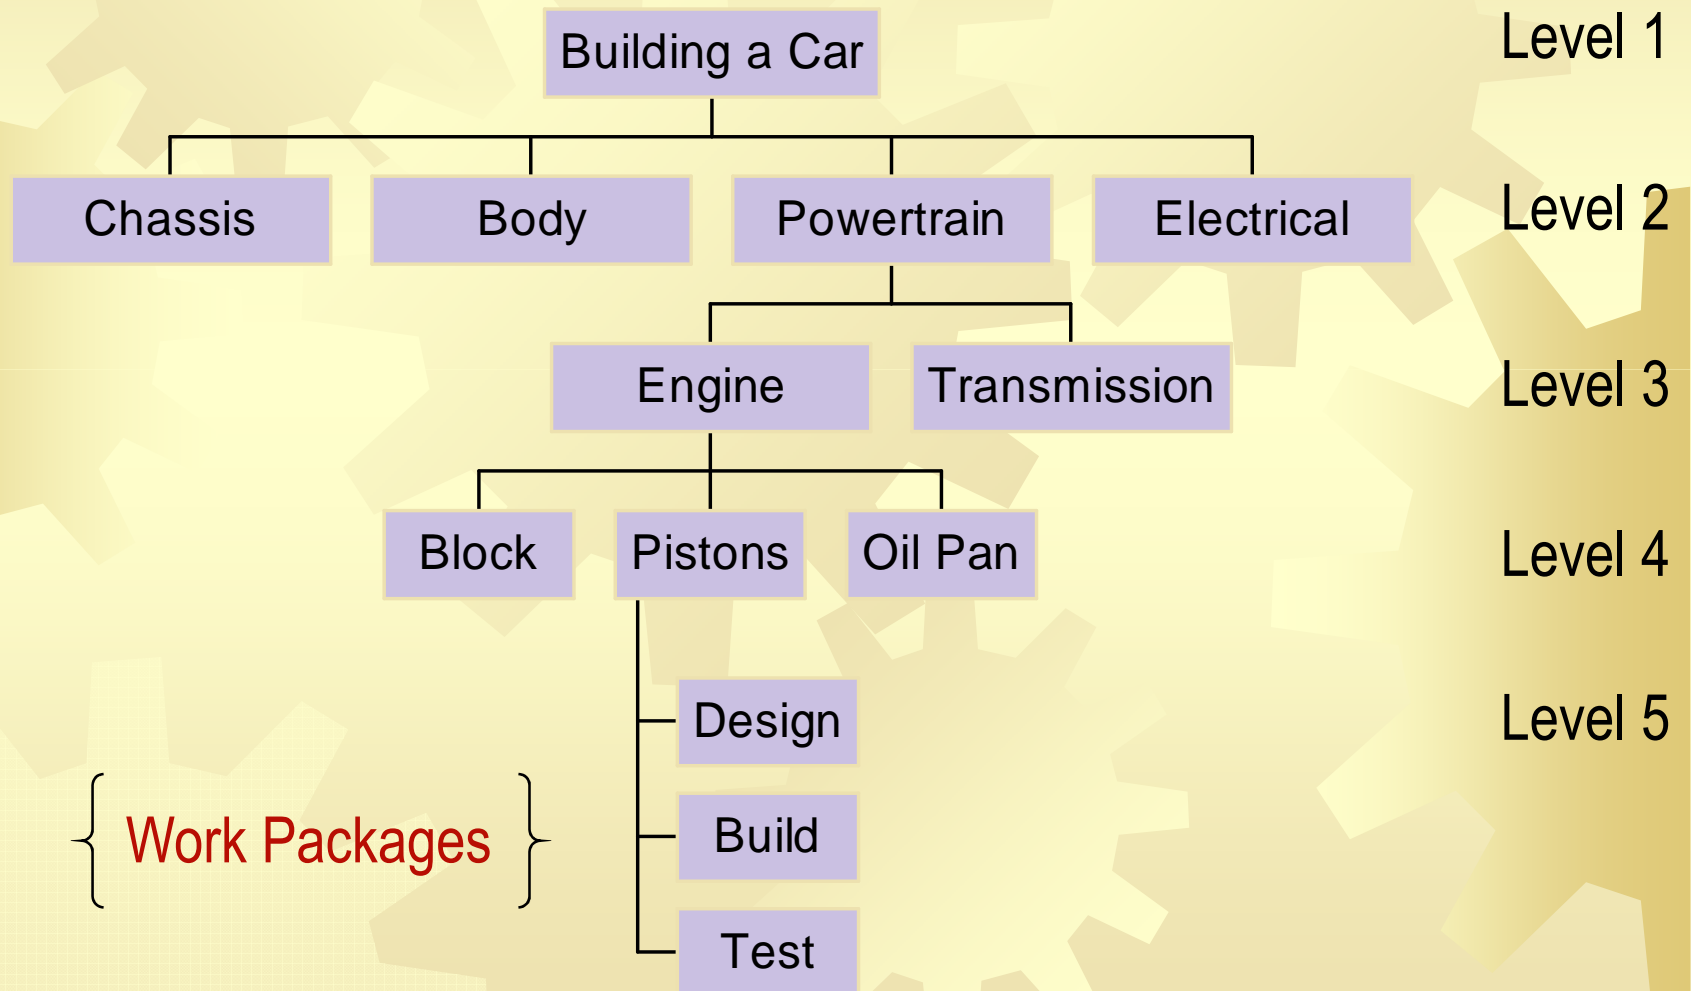 Building a Car
Level 1
Chassis
Body
Powertrain
Electrical
Level 2
Engine
Transmission
Level 3
Block
Pistons
Oil Pan
Level 4
Design
Level 5
Build
Work Packages
Test